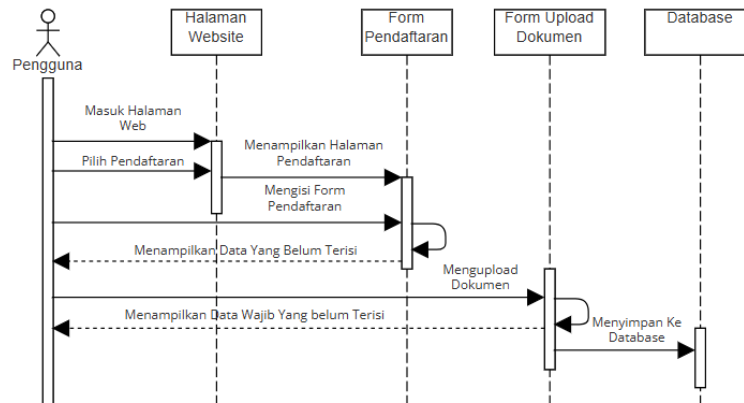 Halaman
Website
Form
Pendaftaran
Form Upload
Dokumen
Database
Pengguna
Masuk Halaman
Web
Pilih Pendaftaran
Menampilkan Halaman
Pendaftaran
Mengisi Form
Pendaftaran
Menampilkan Data Yang Belum Terisi
Mengupload
Dokumen
Menampilkan Data Wajib Yang belum Terisi
Menyimpan Ke
Database